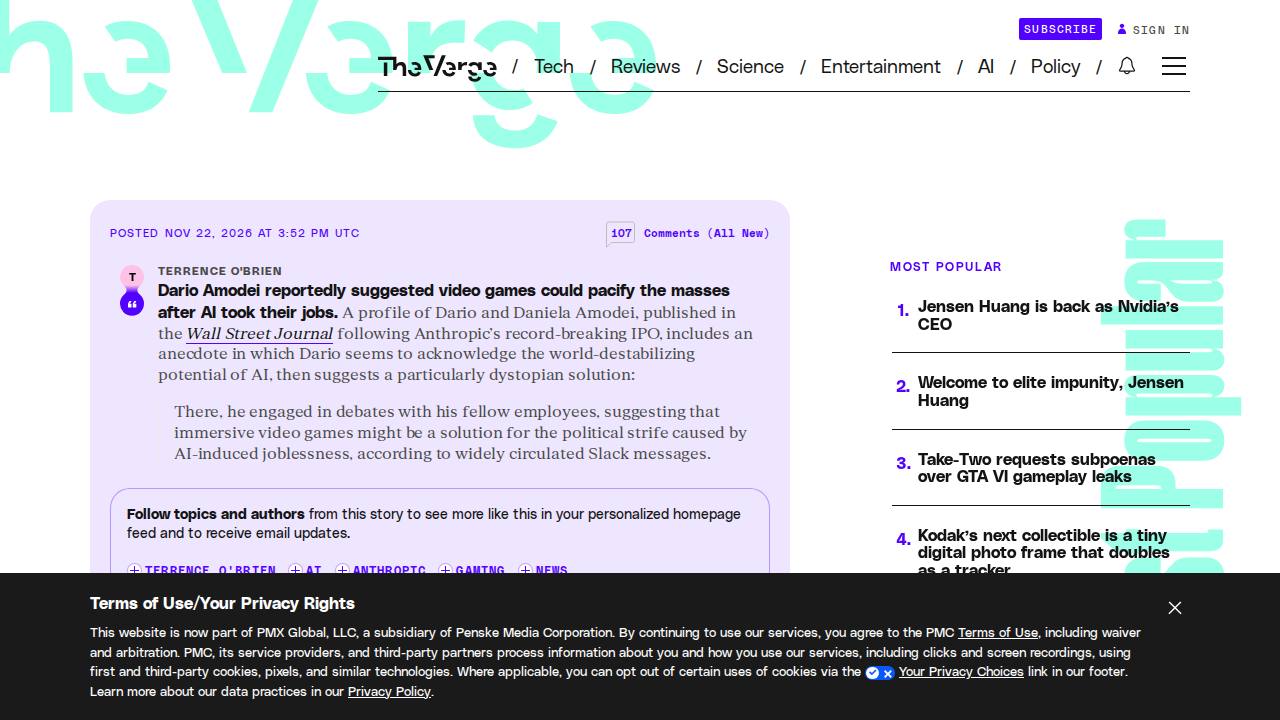 The Verge
SUBSCRIBE
SIGN IN
The Verge / Tech / Reviews / Science / Entertainment / AI / Policy /
POSTED NOV 22, 2026 AT 3:52 PM UTC
107 Comments (All New)
T
TERRENCE O'BRIEN
Dario Amodei reportedly suggested video games could pacify the masses
after AI took their jobs. A profile of Dario and Daniela Amodei, published in
the Wall Street Journal following Anthropic’s record-breaking IPO, includes an
anecdote in which Dario seems to acknowledge the world-destabilizing
potential of AI, then suggests a particularly dystopian solution:
There, he engaged in debates with his fellow employees, suggesting that
immersive video games might be a solution for the political strife caused by
AI-induced joblessness, according to widely circulated Slack messages.
Follow topics and authors from this story to see more like this in your personalized homepage
feed and to receive email updates.
TERRENCE O'BRIEN AI ANTHROPIC GAMING NEWS
MOST POPULAR
1. Jensen Huang is back as Nvidia’s
CEO
2. Welcome to elite impunity, Jensen
Huang
3. Take-Two requests subpoenas
over GTA VI gameplay leaks
4. Kodak’s next collectible is a tiny
digital photo frame that doubles
as a tracker
Popular
Terms of Use/Your Privacy Rights
This website is now part of PMX Global, LLC, a subsidiary of Penske Media Corporation. By continuing to use our services, you agree to the PMC Terms of Use, including waiver
and arbitration. PMC, its service providers, and third-party partners process information about you and how you use our services, including clicks and screen recordings, using
first and third-party cookies, pixels, and similar technologies. Where applicable, you can opt out of certain uses of cookies via the Your Privacy Choices link in our footer.
Learn more about our data practices in our Privacy Policy.